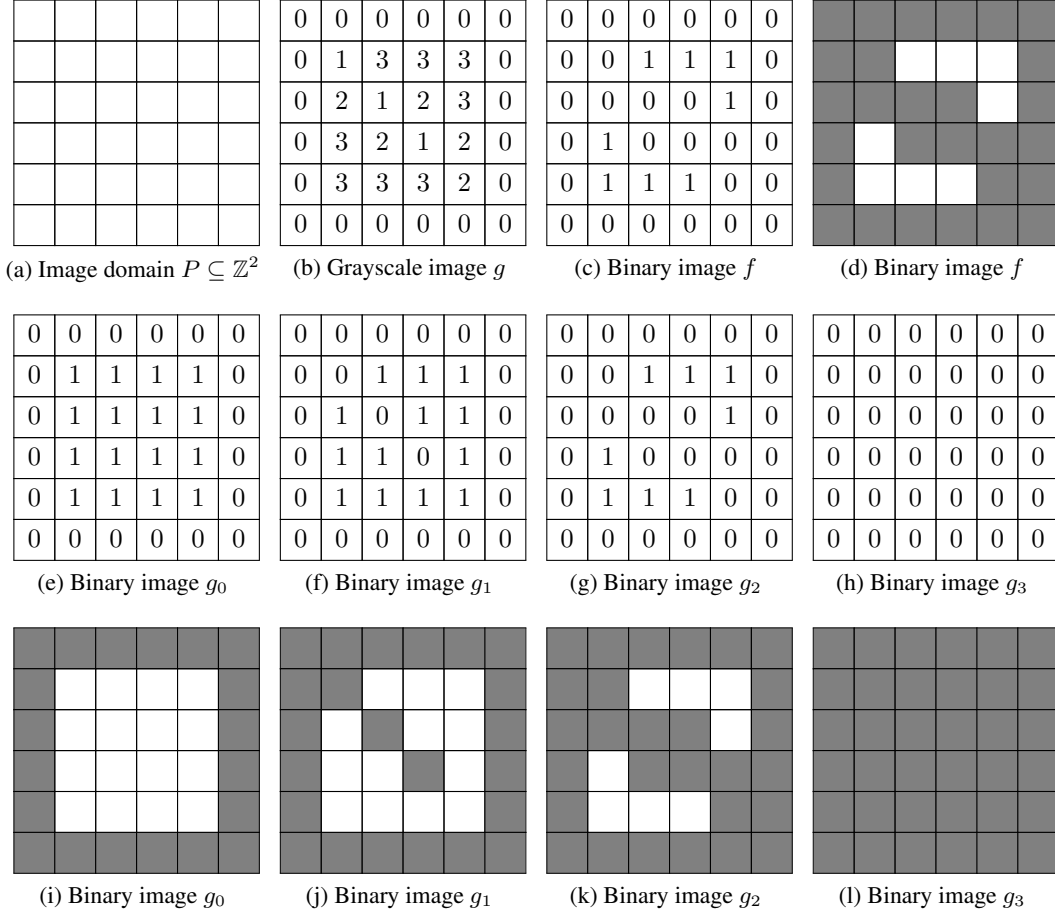 0 0 0 0 0 0 0 0 0 0 0 0
0 1 3 3 3 0 0 0 1 1 1 0
0 2 1 2 3 0 0 0 0 0 1 0
0 3 2 1 2 0 0 1 0 0 0 0
0 3 3 3 2 0 0 1 1 1 0 0
0 0 0 0 0 0 0 0 0 0 0 0
(a) Image domain P ⊆ ℤ² (b) Grayscale image g (c) Binary image f (d) Binary image f
0 0 0 0 0 0 0 0 0 0 0 0 0 0 0 0 0 0 0 0 0 0 0 0
0 1 1 1 1 0 0 0 1 1 1 0 0 0 1 1 1 0 0 0 0 0 0 0
0 1 1 1 1 0 0 1 0 1 1 0 0 0 0 0 1 0 0 0 0 0 0 0
0 1 1 1 1 0 0 1 1 0 1 0 0 1 0 0 0 0 0 0 0 0 0 0
0 1 1 1 1 0 0 1 1 1 1 0 0 1 1 1 0 0 0 0 0 0 0 0
0 0 0 0 0 0 0 0 0 0 0 0 0 0 0 0 0 0 0 0 0 0 0 0
(e) Binary image g₀ (f) Binary image g₁ (g) Binary image g₂ (h) Binary image g₃
(i) Binary image g₀ (j) Binary image g₁ (k) Binary image g₂ (l) Binary image g₃